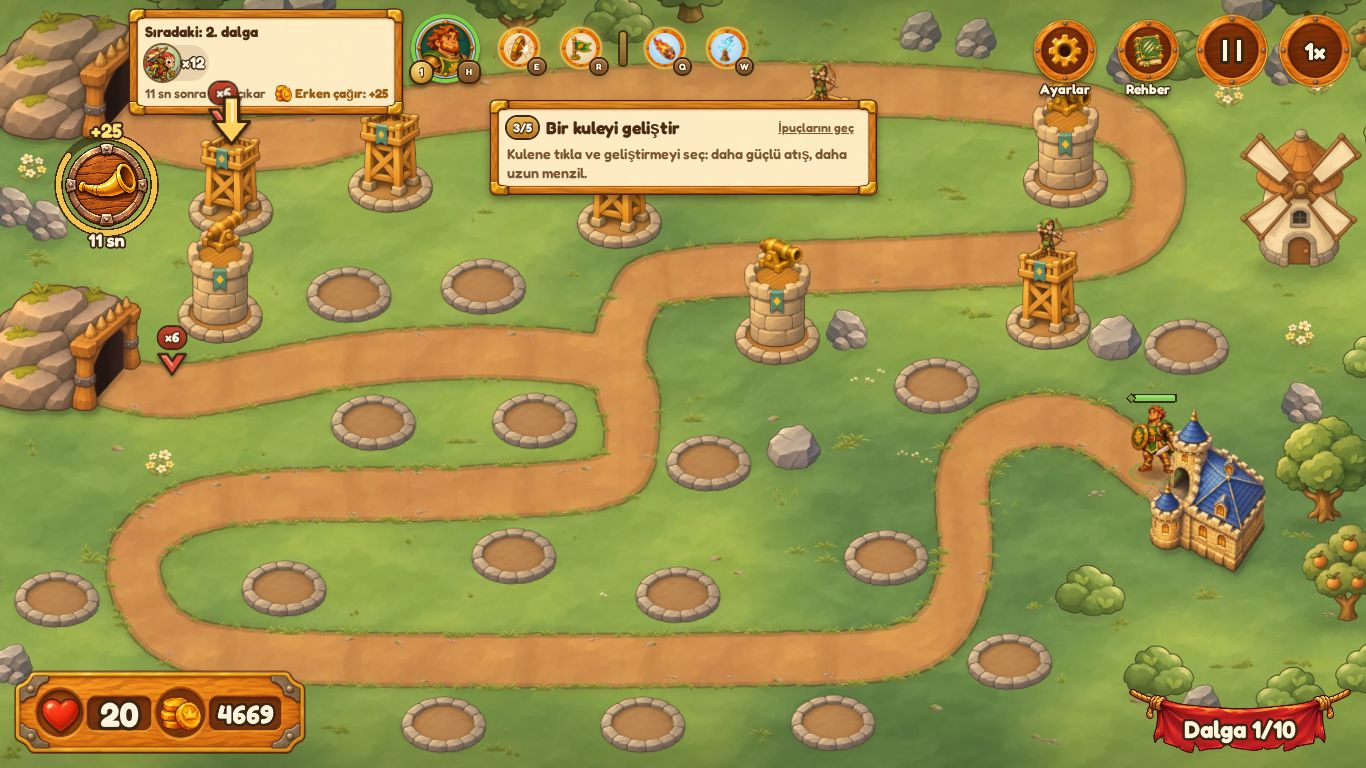 Sıradaki: 2. dalga
x12
11 sn sonra
x6
çıkar
Erken çağır: +25
1
H
E
R
Q
W
Ayarlar
Rehber
1x
3/5
Bir kuleyi geliştir
İpuçlarını geç
Kulene tıkla ve geliştirmeyi seç: daha güçlü atış, daha
uzun menzil.
+25
11 sn
x6
20
4669
Dalga 1/10